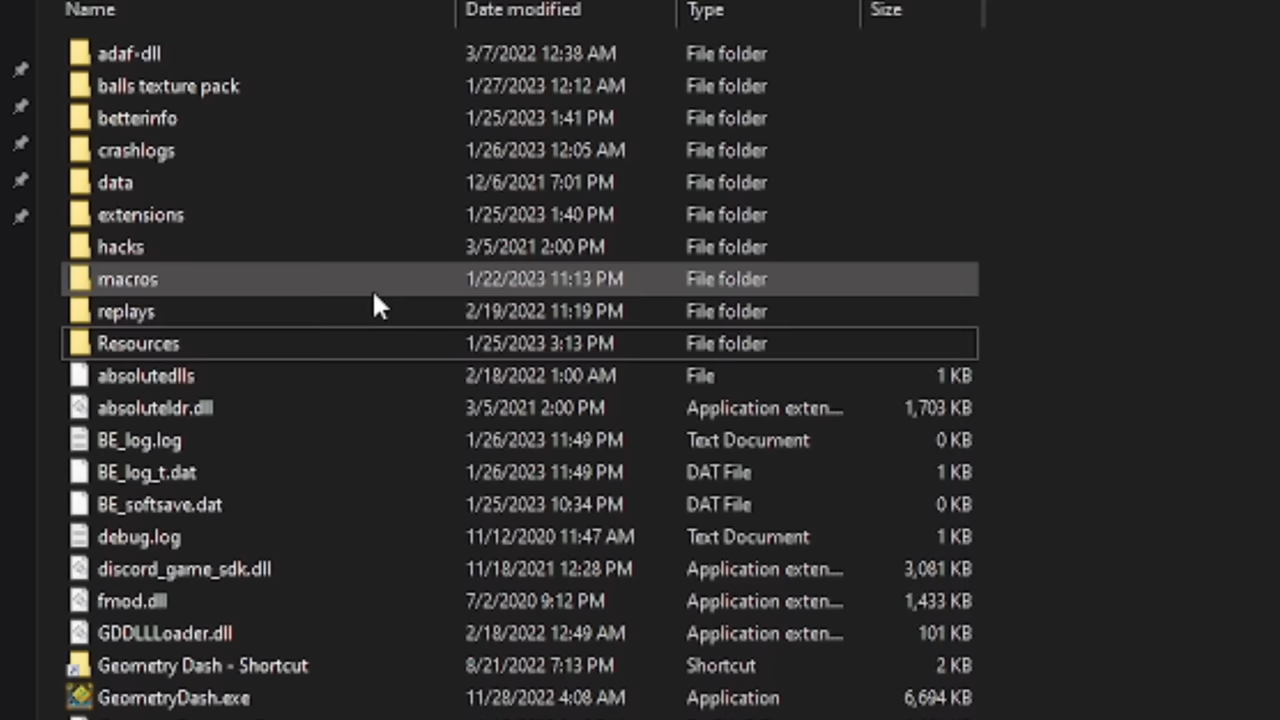 Name Date modified Type Size
adaf-dll 3/7/2022 12:38 AM File folder
balls texture pack 1/27/2023 12:12 AM File folder
betterinfo 1/25/2023 1:41 PM File folder
crashlogs 1/26/2023 12:05 AM File folder
data 12/6/2021 7:01 PM File folder
extensions 1/25/2023 1:40 PM File folder
hacks 3/5/2021 2:00 PM File folder
macros 1/22/2023 11:13 PM File folder
replays 2/19/2022 11:19 PM File folder
Resources 1/25/2023 3:13 PM File folder
absolutedlls 2/18/2022 1:00 AM File 1 KB
absoluteldr.dll 3/5/2021 2:00 PM Application exten... 1,703 KB
BE_log.log 1/26/2023 11:49 PM Text Document 0 KB
BE_log_t.dat 1/26/2023 11:49 PM DAT File 1 KB
BE_softsave.dat 1/25/2023 10:34 PM DAT File 0 KB
debug.log 11/12/2020 11:47 AM Text Document 1 KB
discord_game_sdk.dll 11/18/2021 12:28 PM Application exten... 3,081 KB
fmod.dll 7/2/2020 9:12 PM Application exten... 1,433 KB
GDDLLLoader.dll 2/18/2022 12:49 AM Application exten... 101 KB
Geometry Dash - Shortcut 8/21/2022 7:13 PM Shortcut 2 KB
GeometryDash.exe 11/28/2022 4:08 AM Application 6,694 KB